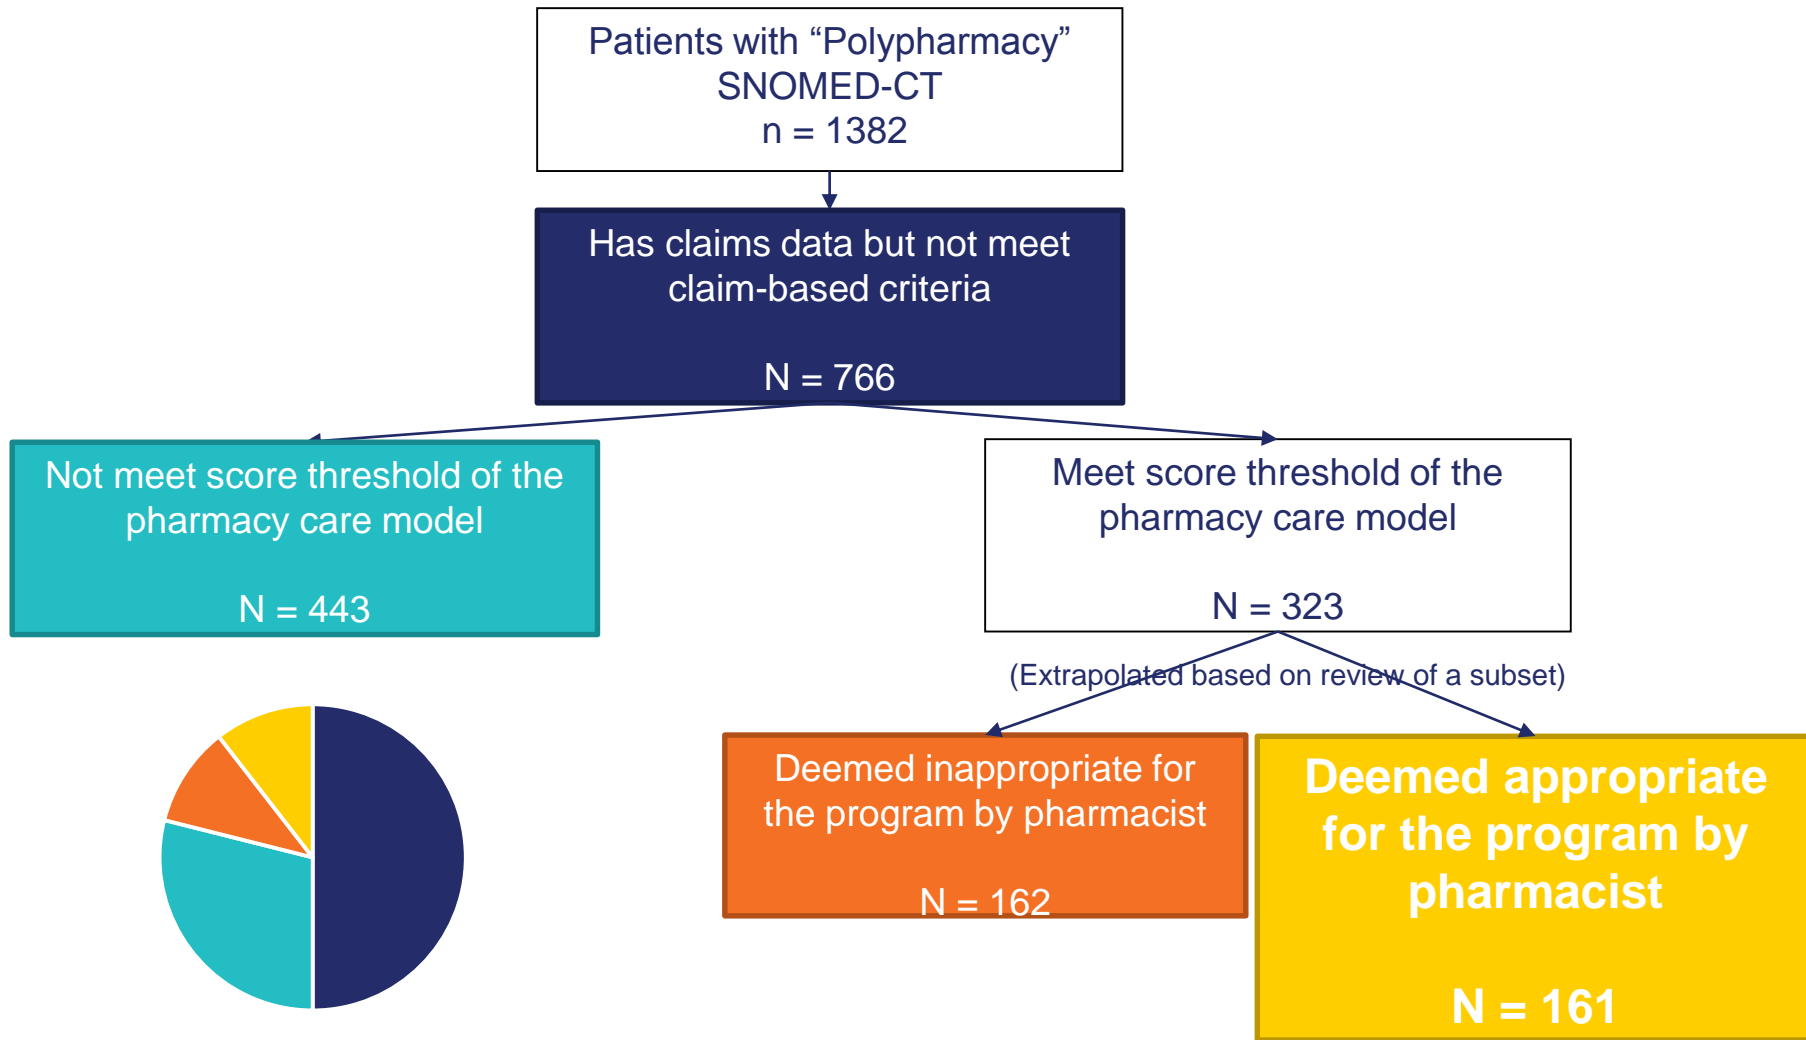 Patients with “Polypharmacy”
SNOMED-CT
n = 1382
Has claims data but not meet
claim-based criteria
N = 766
Not meet score threshold of the
pharmacy care model
N = 443
Meet score threshold of the
pharmacy care model
N = 323
(Extrapolated based on review of a subset)
Deemed inappropriate for
the program by pharmacist
N = 162
Deemed appropriate
for the program by
pharmacist
N = 161